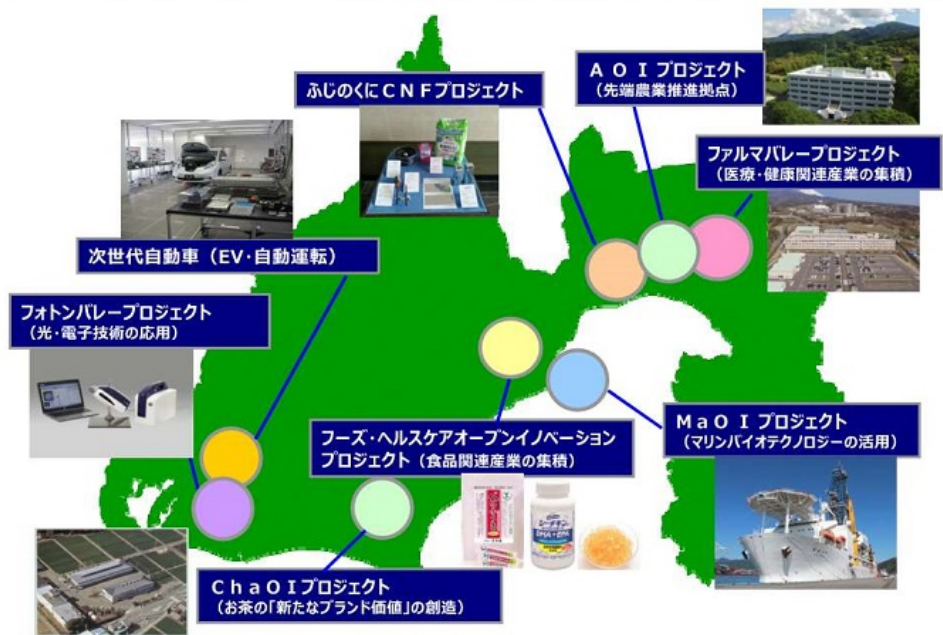 ふじのくにCNFプロジェクト
ＡＯＩプロジェクト
（先端農業推進拠点）
ファルマバレープロジェクト
（医療・健康関連産業の集積）
次世代自動車（EV・自動運転）
フォトンバレープロジェクト
（光・電子技術の応用）
フーズ・ヘルスケアオープンイノベーション
プロジェクト（食品関連産業の集積）
ＭａＯＩプロジェクト
（マリンバイオテクノロジーの活用）
ＣｈａＯＩプロジェクト
（お茶の「新たなブランド価値」の創造）
DHA+EPA